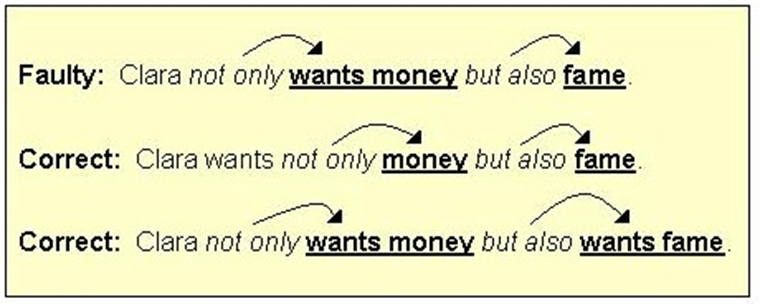 Faulty: Clara not only wants money but also fame.
Correct: Clara wants not only money but also fame.
Correct: Clara not only wants money but also wants fame.